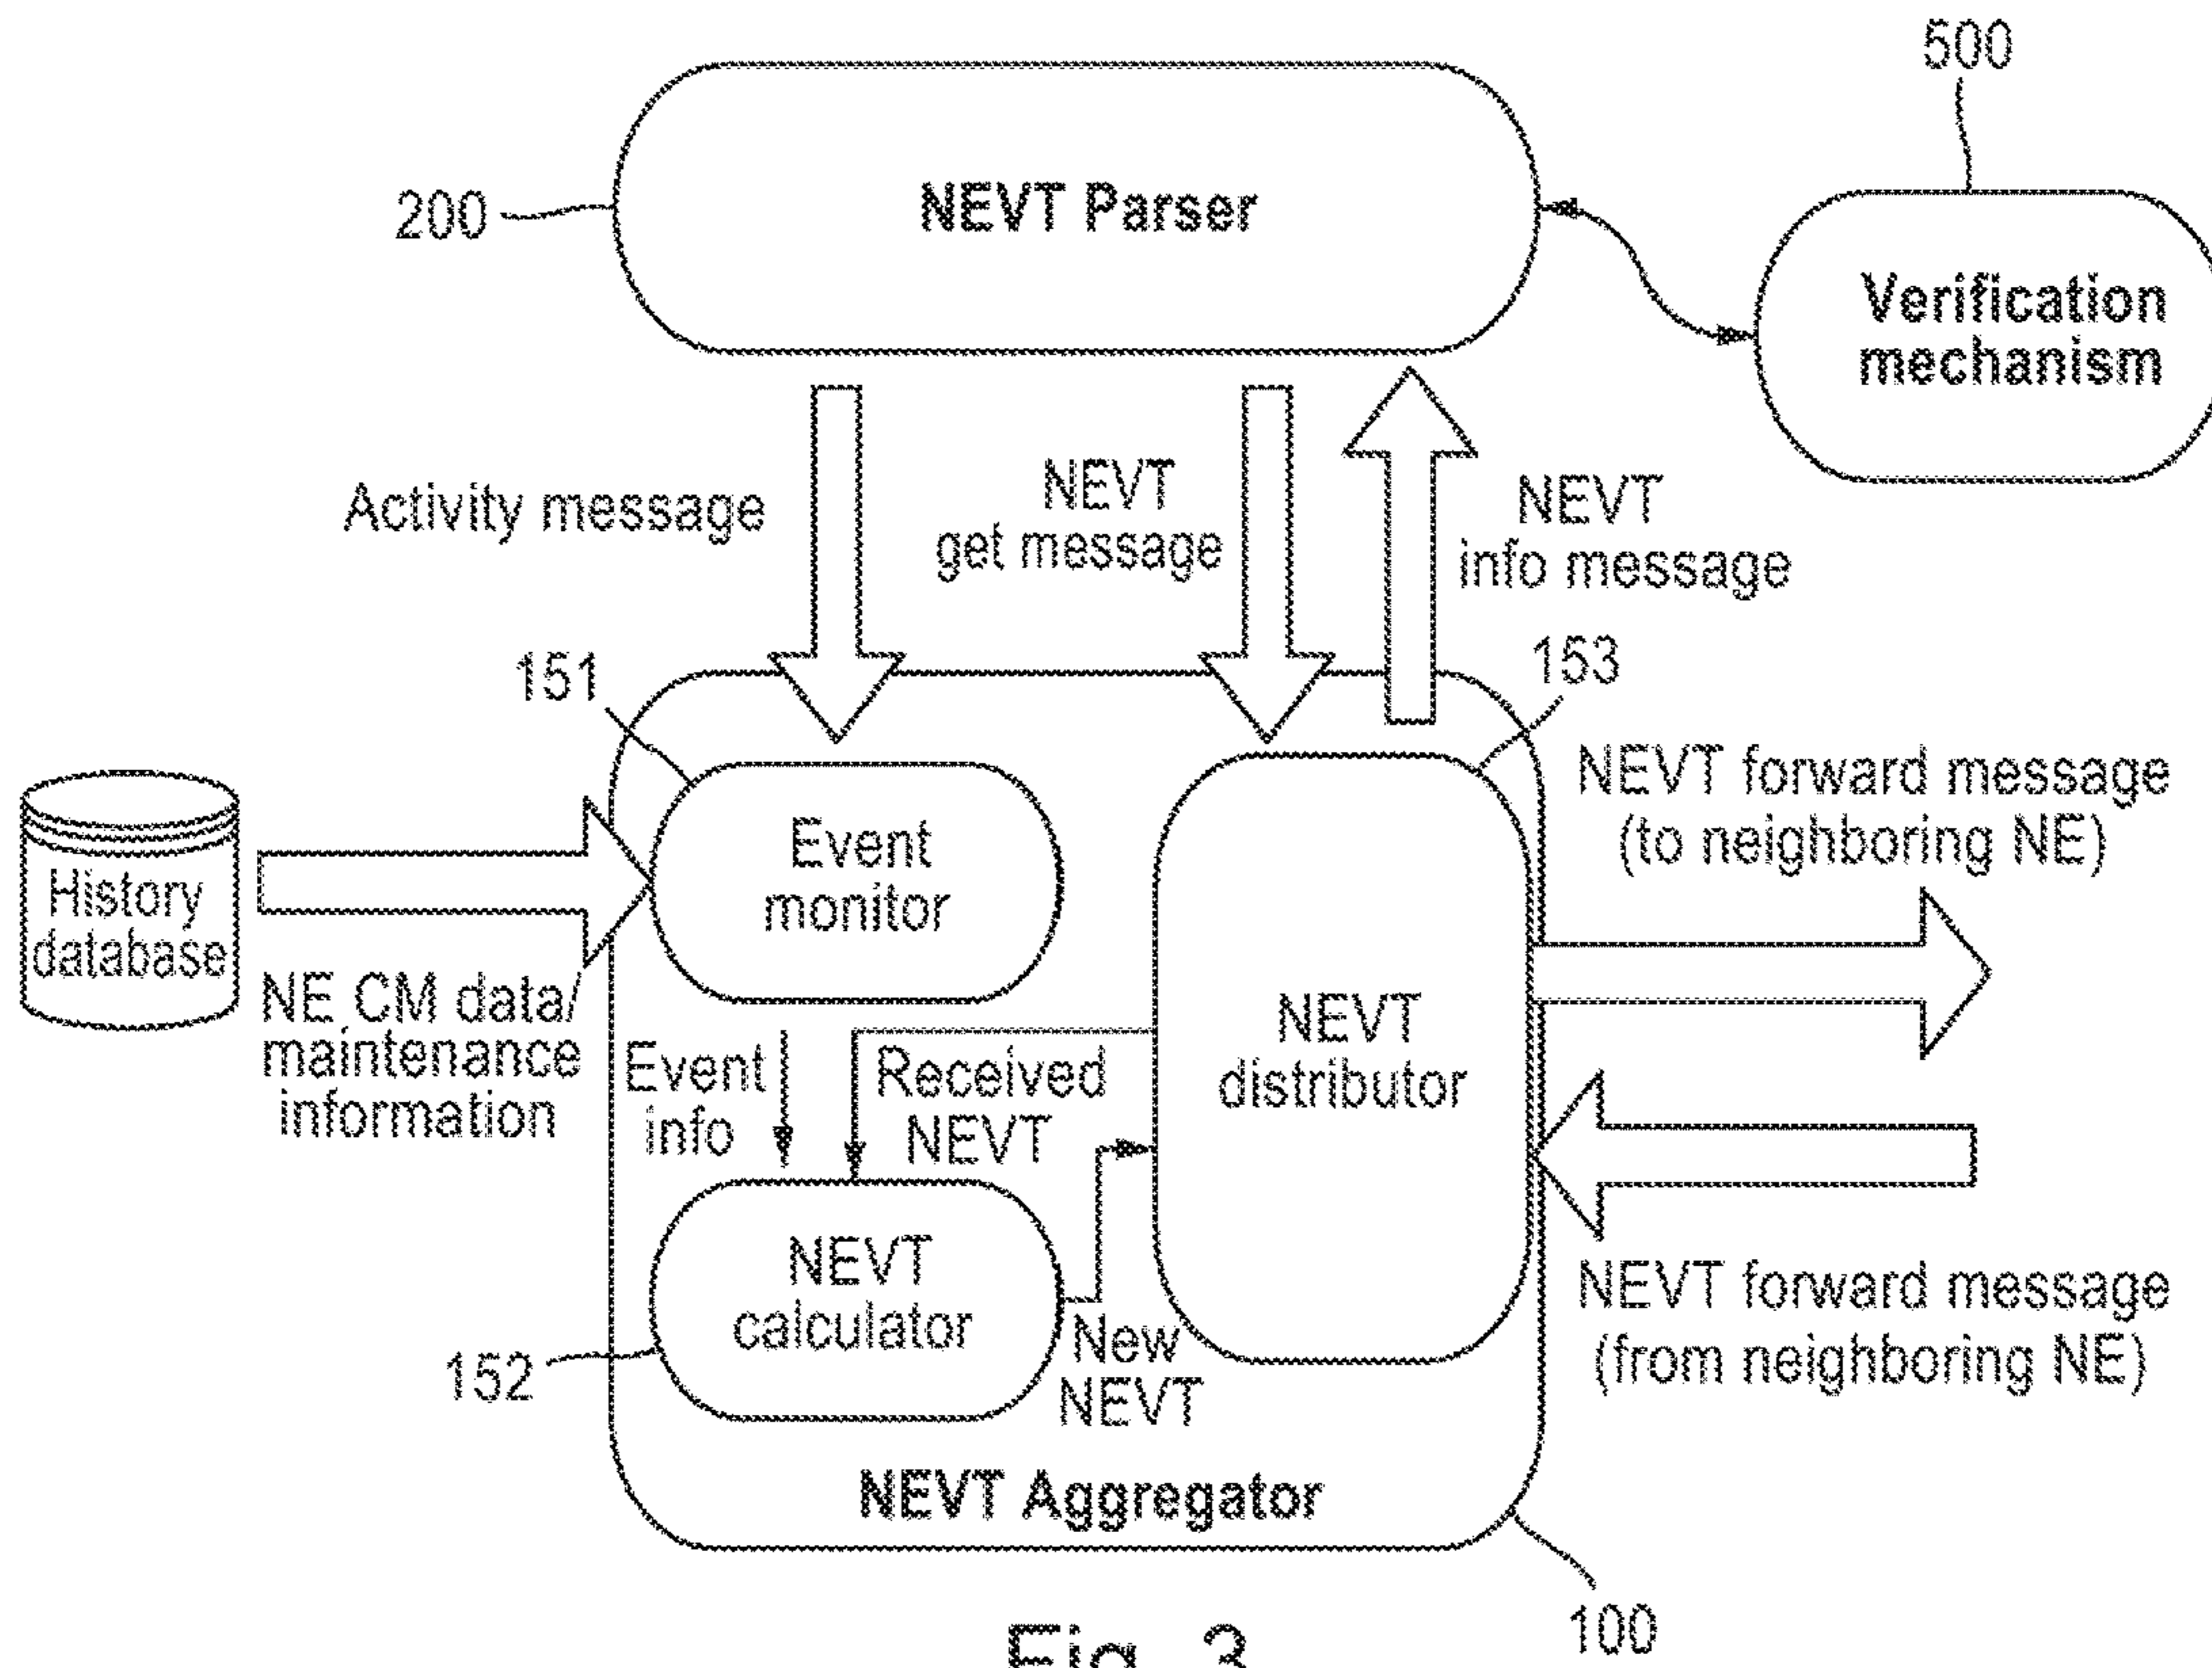 500
200
NEVT Parser
Verification
mechanism
Activity message
NEVT
get message
NEVT
info message
151
153
History
database
Event
monitor
NEVT forward message
(to neighboring NE)
NE CM data/
maintenance
information
Event
info
Received
NEVT
NEVT
distributor
NEVT
calculator
152
New
NEVT
NEVT forward message
(from neighboring NE)
NEVT Aggregator
100
Fig. 3